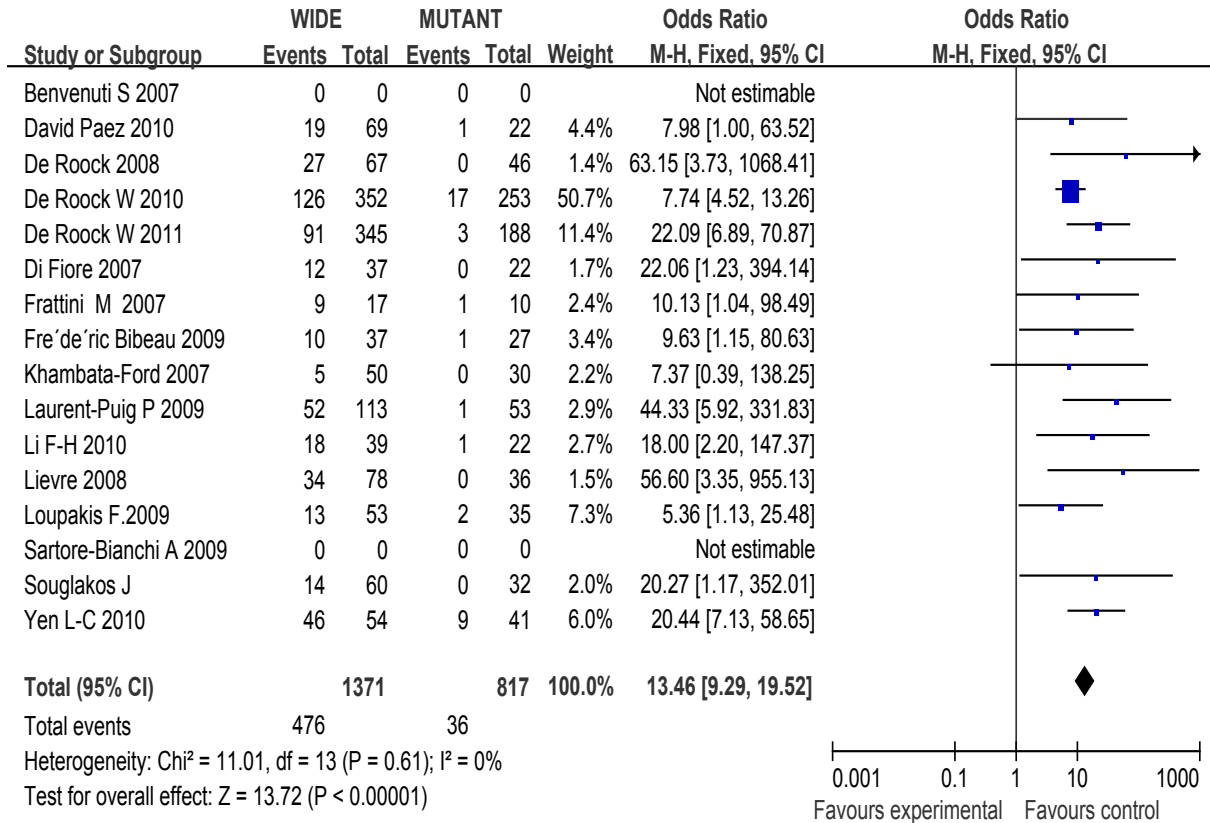 WIDE MUTANT Odds Ratio Odds Ratio
Study or Subgroup Events Total Events Total Weight M-H, Fixed, 95% CI M-H, Fixed, 95% CI
Benvenuti S 2007 0 0 0 0 Not estimable
David Paez 2010 19 69 1 22 4.4% 7.98 [1.00, 63.52]
De Roock 2008 27 67 0 46 1.4% 63.15 [3.73, 1068.41]
De Roock W 2010 126 352 17 253 50.7% 7.74 [4.52, 13.26]
De Roock W 2011 91 345 3 188 11.4% 22.09 [6.89, 70.87]
Di Fiore 2007 12 37 0 22 1.7% 22.06 [1.23, 394.14]
Frattini M 2007 9 17 1 10 2.4% 10.13 [1.04, 98.49]
Fre´de´ric Bibeau 2009 10 37 1 27 3.4% 9.63 [1.15, 80.63]
Khambata-Ford 2007 5 50 0 30 2.2% 7.37 [0.39, 138.25]
Laurent-Puig P 2009 52 113 1 53 2.9% 44.33 [5.92, 331.83]
Li F-H 2010 18 39 1 22 2.7% 18.00 [2.20, 147.37]
Lievre 2008 34 78 0 36 1.5% 56.60 [3.35, 955.13]
Loupakis F.2009 13 53 2 35 7.3% 5.36 [1.13, 25.48]
Sartore-Bianchi A 2009 0 0 0 0 Not estimable
Souglakos J 14 60 0 32 2.0% 20.27 [1.17, 352.01]
Yen L-C 2010 46 54 9 41 6.0% 20.44 [7.13, 58.65]
Total (95% CI) 1371 817 100.0% 13.46 [9.29, 19.52]
Total events 476 36
Heterogeneity: Chi² = 11.01, df = 13 (P = 0.61); I² = 0%
Test for overall effect: Z = 13.72 (P < 0.00001)
0.001 0.1 1 10 1000
Favours experimental Favours control